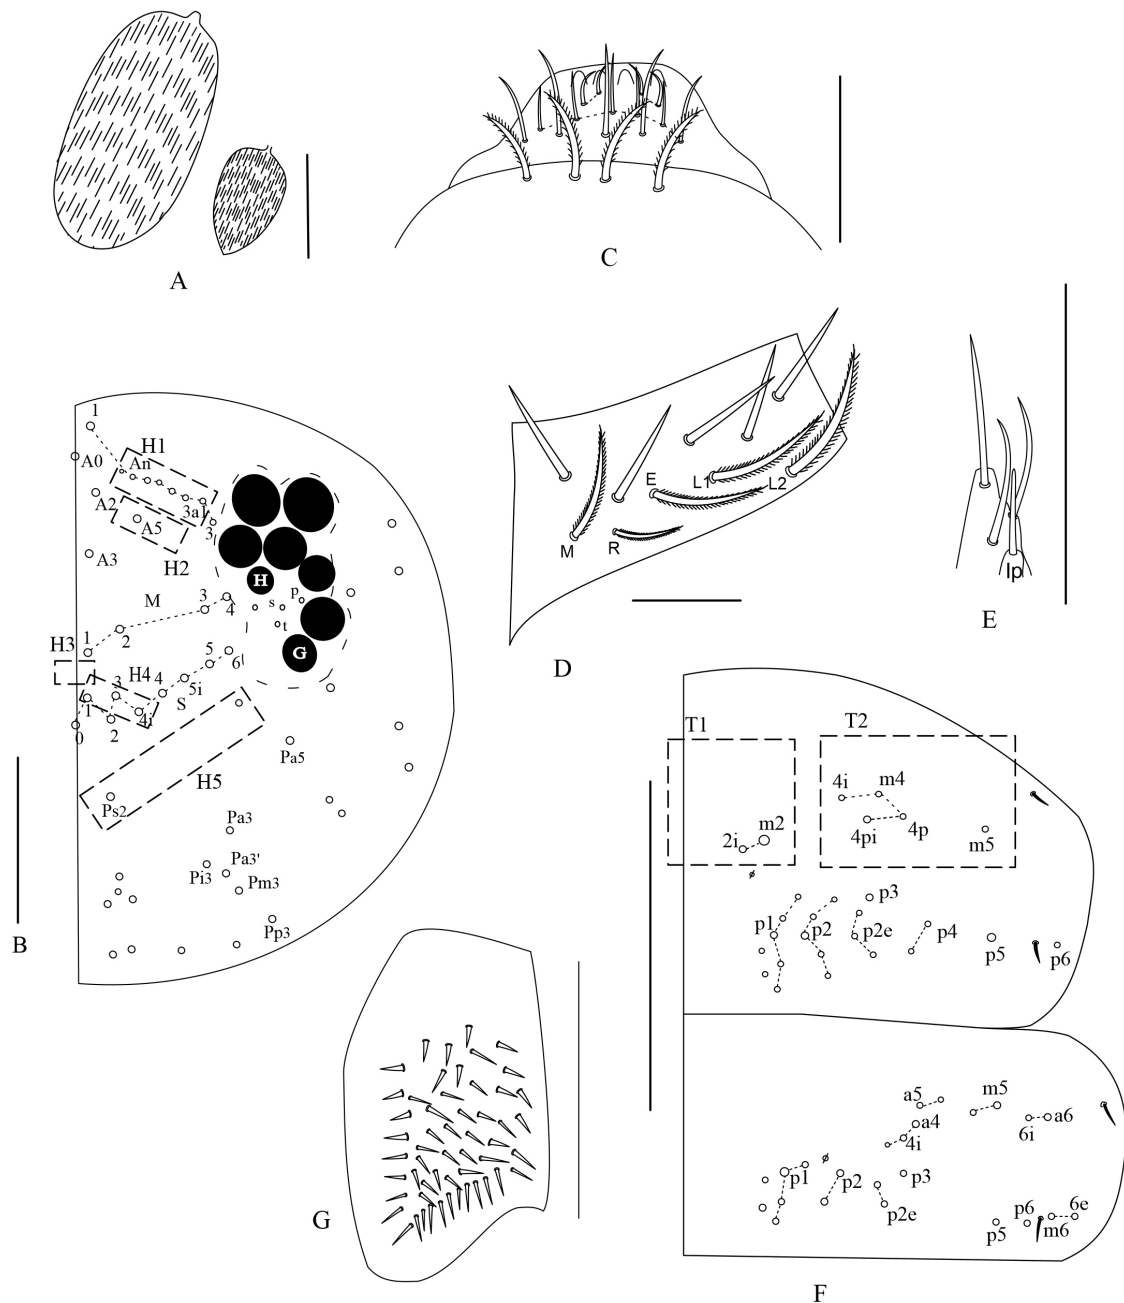 A
C
1
H1
A0
An
A2
3a1
A5
3
A3
H2
H
M
3
4
s
p
t
1
2
G
H3
5
6
H4
3
4
5i
1
S
4i
2
0
Pa5
H5
Ps2
Pa3
Pa3'
Pi3
Pm3
Pp3
B
E
L1
L2
M
R
D
Ip
E
T1
T2
4i
m4
m2
2i
4pi
4p
m5
p3
p1
p2
p2e
p4
p5
p6
a5
m5
a4
a6
4i
6i
p1
p2
p3
p2e
p6
6e
p5
m6
G
F